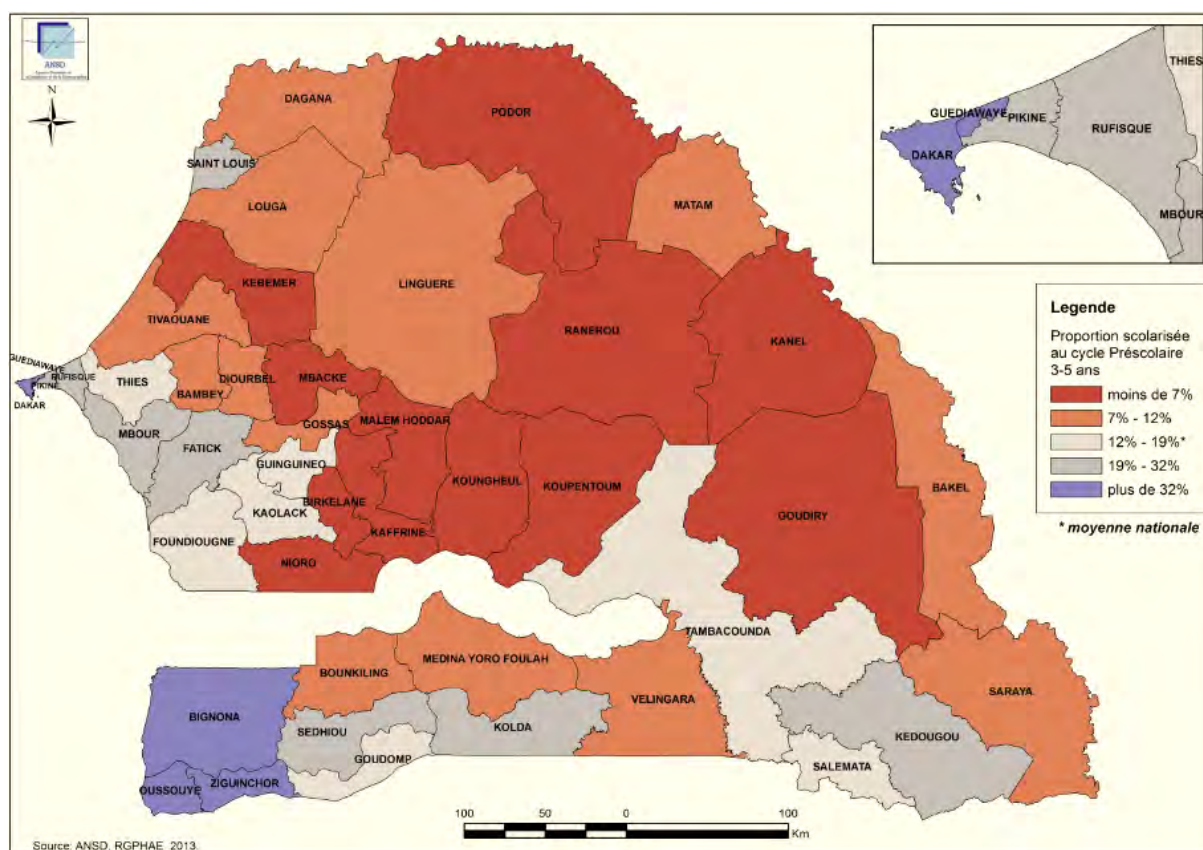 ANSD
N
DAGANA
PODOR
SAINT LOUIS
LOUGA
MATAM
LINGUERE
KEBEMER
TIVAOUANE
RANEROU
KANEL
GUEDIAWAYE
PIKINE
RUFISQUE
DAKAR
THIES
BAMBEY
DIOURBEL
MBACKE
MBOUR
FATICK
GOSSAS
MALEM HODDAR
GUINGUINEO
KOUNGHEUL
KOUPENTOUM
BIRKELANE
KAOLACK
KAFFRINE
FOUNDIOUGNE
NIORO
GOUDIRY
BAKEL
TAMBACOUNDA
BOUNKILING
MEDINA YORO FOULAH
VELINGARA
SARAYA
BIGNONA
SEDHIOU
KOLDA
KEDOUGOU
GOUDOMP
SALEMATA
OUSSOUYE
ZIGUINCHOR
THIES
GUEDIAWAYE
PIKINE
RUFISQUE
DAKAR
MBOUR
Legende
Proportion scolarisée
au cycle Préscolaire
3-5 ans
moins de 7%
7% - 12%
12% - 19%*
19% - 32%
plus de 32%
* moyenne nationale
100 50 0 100
Km
Source: ANSD, RGPHAE 2013.